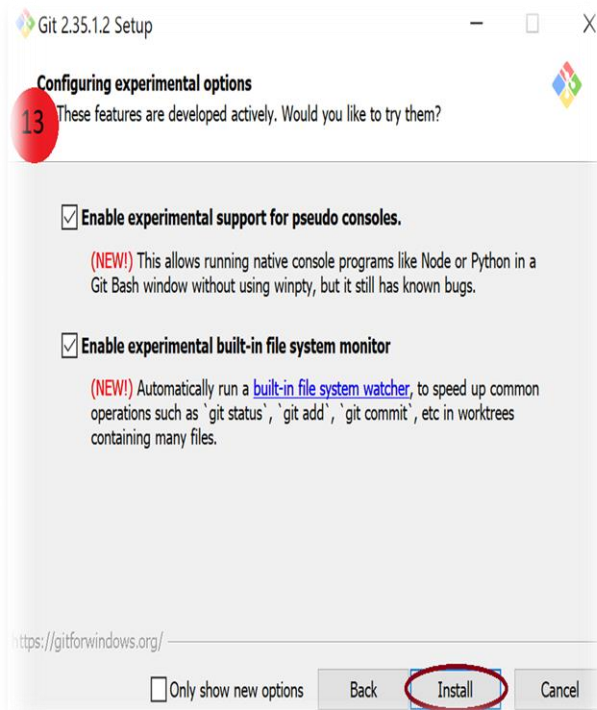 Git 2.35.1.2 Setup
Configuring experimental options
13
These features are developed actively. Would you like to try them?
Enable experimental support for pseudo consoles.
(NEW!) This allows running native console programs like Node or Python in a
Git Bash window without using winpty, but it still has known bugs.
Enable experimental built-in file system monitor
(NEW!) Automatically run a built-in file system watcher, to speed up common
operations such as `git status`, `git add`, `git commit`, etc in worktrees
containing many files.
https://gitforwindows.org/
Only show new options Back Install Cancel